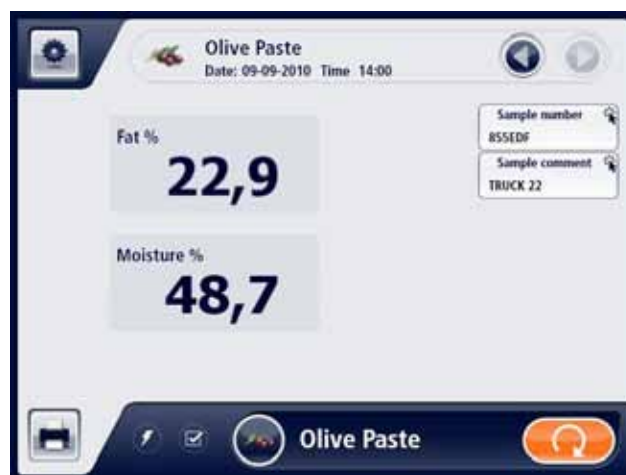 Olive Paste
Date: 09-09-2010 Time 14:00
Fat %
22,9
Moisture %
48,7
Sample number
855EDF
Sample comment
TRUCK 22
Olive Paste